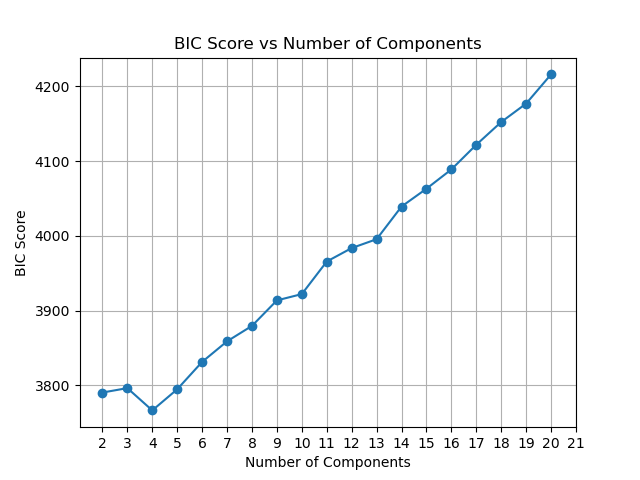 BIC Score vs Number of Components
4200
4100
4000
3900
3800
BIC Score
2 3 4 5 6 7 8 9 10 11 12 13 14 15 16 17 18 19 20 21
Number of Components